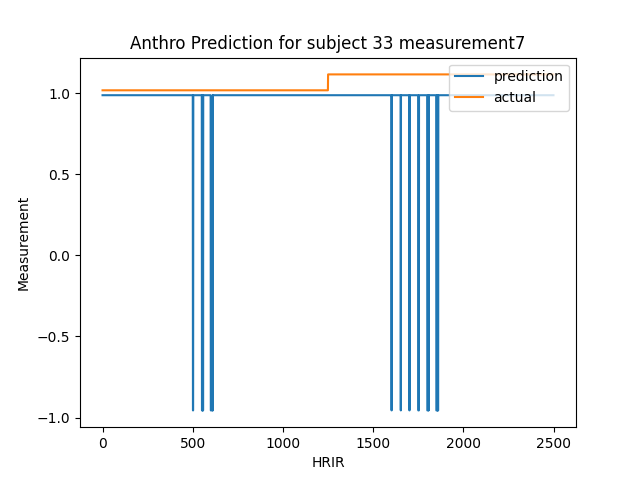 Anthro Prediction for subject 33 measurement7
prediction
actual
1.0
0.5
0.0
−0.5
−1.0
Measurement
0
500
1000
1500
2000
2500
HRIR